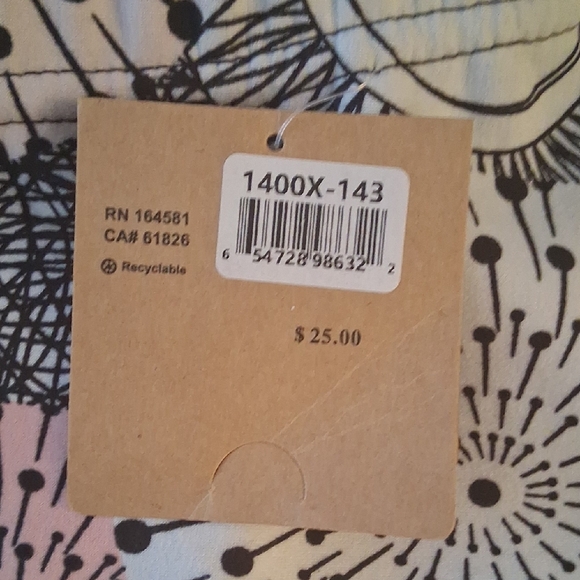 1400X-143
RN 164581
CA# 61826
Recyclable
6 54728 98632 2
$ 25.00